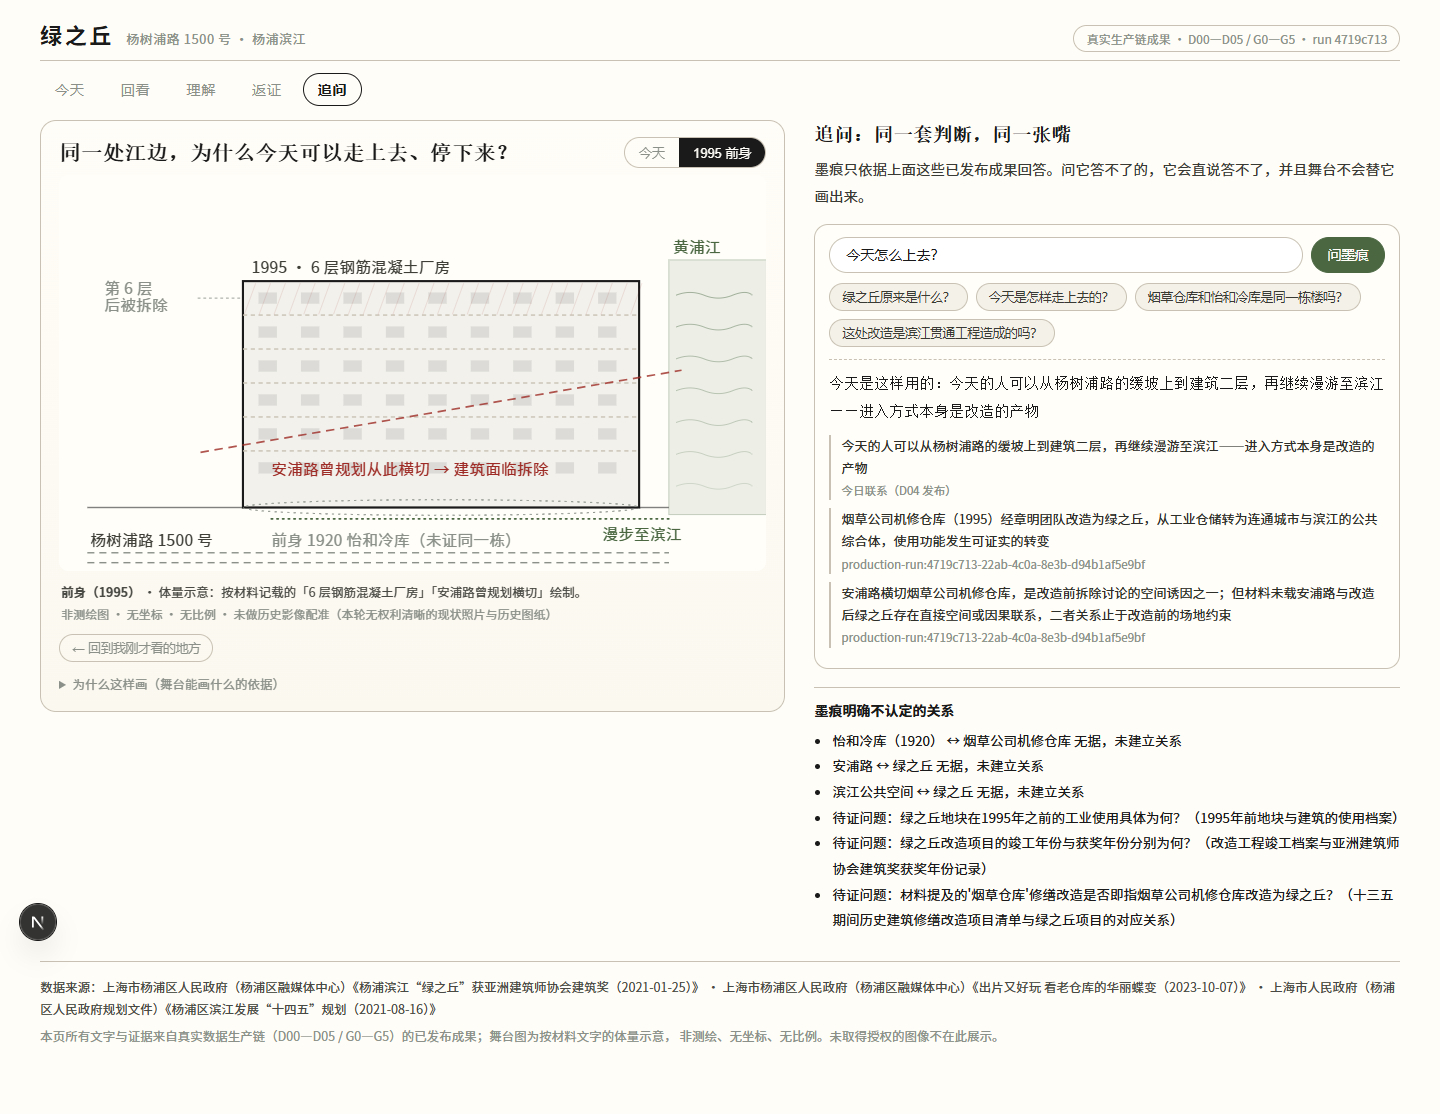 绿之丘 杨树浦路 1500 号 · 杨浦滨江
真实生产链成果 · D00—D05 / G0—G5 · run 4719c713
今天 回看 理解 返证 追问
同一处江边，为什么今天可以走上去、停下来？
今天 1995 前身
黄浦江
1995 · 6 层钢筋混凝土厂房
第 6 层
后被拆除
安浦路曾规划从此横切 → 建筑面临拆除
漫步至滨江
杨树浦路 1500 号
前身 1920 怡和冷库（未证同一栋）
前身（1995） · 体量示意：按材料记载的「6 层钢筋混凝土厂房」「安浦路曾规划横切」绘制。
非测绘图 · 无坐标 · 无比例 · 未做历史影像配准（本轮无权利清晰的现状照片与历史图纸）
← 回到我刚才看的地方
▶ 为什么这样画（舞台能画什么的依据）
追问：同一套判断，同一张嘴
墨痕只依据上面这些已发布成果回答。问它答不了的，它会直说答不了，并且舞台不会替它
画出来。
今天怎么上去？
问墨痕
绿之丘原来是什么？ 今天是怎样走上去的？ 烟草仓库和怡和冷库是同一栋楼吗？
这处改造是滨江贯通工程造成的吗？
今天是这样用的：今天的人可以从杨树浦路的缓坡上到建筑二层，再继续漫游至滨江
——进入方式本身是改造的产物
今天的人可以从杨树浦路的缓坡上到建筑二层，再继续漫游至滨江——进入方式本身是改造的
产物
今日联系（D04 发布）
烟草公司机修仓库（1995）经章明团队改造为绿之丘，从工业仓储转为连通城市与滨江的公共
综合体，使用功能发生可证实的转变
production-run:4719c713-22ab-4c0a-8e3b-d94b1af5e9bf
安浦路横切烟草公司机修仓库，是改造前拆除讨论的空间诱因之一；但材料未载安浦路与改造
后绿之丘存在直接空间或因果联系，二者关系止于改造前的场地约束
production-run:4719c713-22ab-4c0a-8e3b-d94b1af5e9bf
墨痕明确不认定的关系
• 怡和冷库（1920） ↔ 烟草公司机修仓库 无据，未建立关系
• 安浦路 ↔ 绿之丘 无据，未建立关系
• 滨江公共空间 ↔ 绿之丘 无据，未建立关系
• 待证问题：绿之丘地块在1995年之前的工业使用具体为何？（1995年前地块与建筑的使用档案）
• 待证问题：绿之丘改造项目的竣工年份与获奖年份分别为何？（改造工程竣工档案与亚洲建筑师
协会建筑奖获奖年份记录）
• 待证问题：材料提及的'烟草仓库'修缮改造是否即指烟草公司机修仓库改造为绿之丘？（十三五
期间历史建筑修缮改造项目清单与绿之丘项目的对应关系）
N
数据来源：上海市杨浦区人民政府（杨浦区融媒体中心）《杨浦滨江“绿之丘”获亚洲建筑师协会建筑奖（2021-01-25）》 · 上海市杨浦区人民政府（杨浦区融媒体中心）《出片又好玩 看老仓库的华丽蝶变（2023-10-07）》 · 上海市人民政府（杨浦
区人民政府规划文件）《杨浦区滨江发展“十四五”规划（2021-08-16）》
本页所有文字与证据来自真实数据生产链（D00—D05 / G0—G5）的已发布成果；舞台图为按材料文字的体量示意， 非测绘、无坐标、无比例。未取得授权的图像不在此展示。